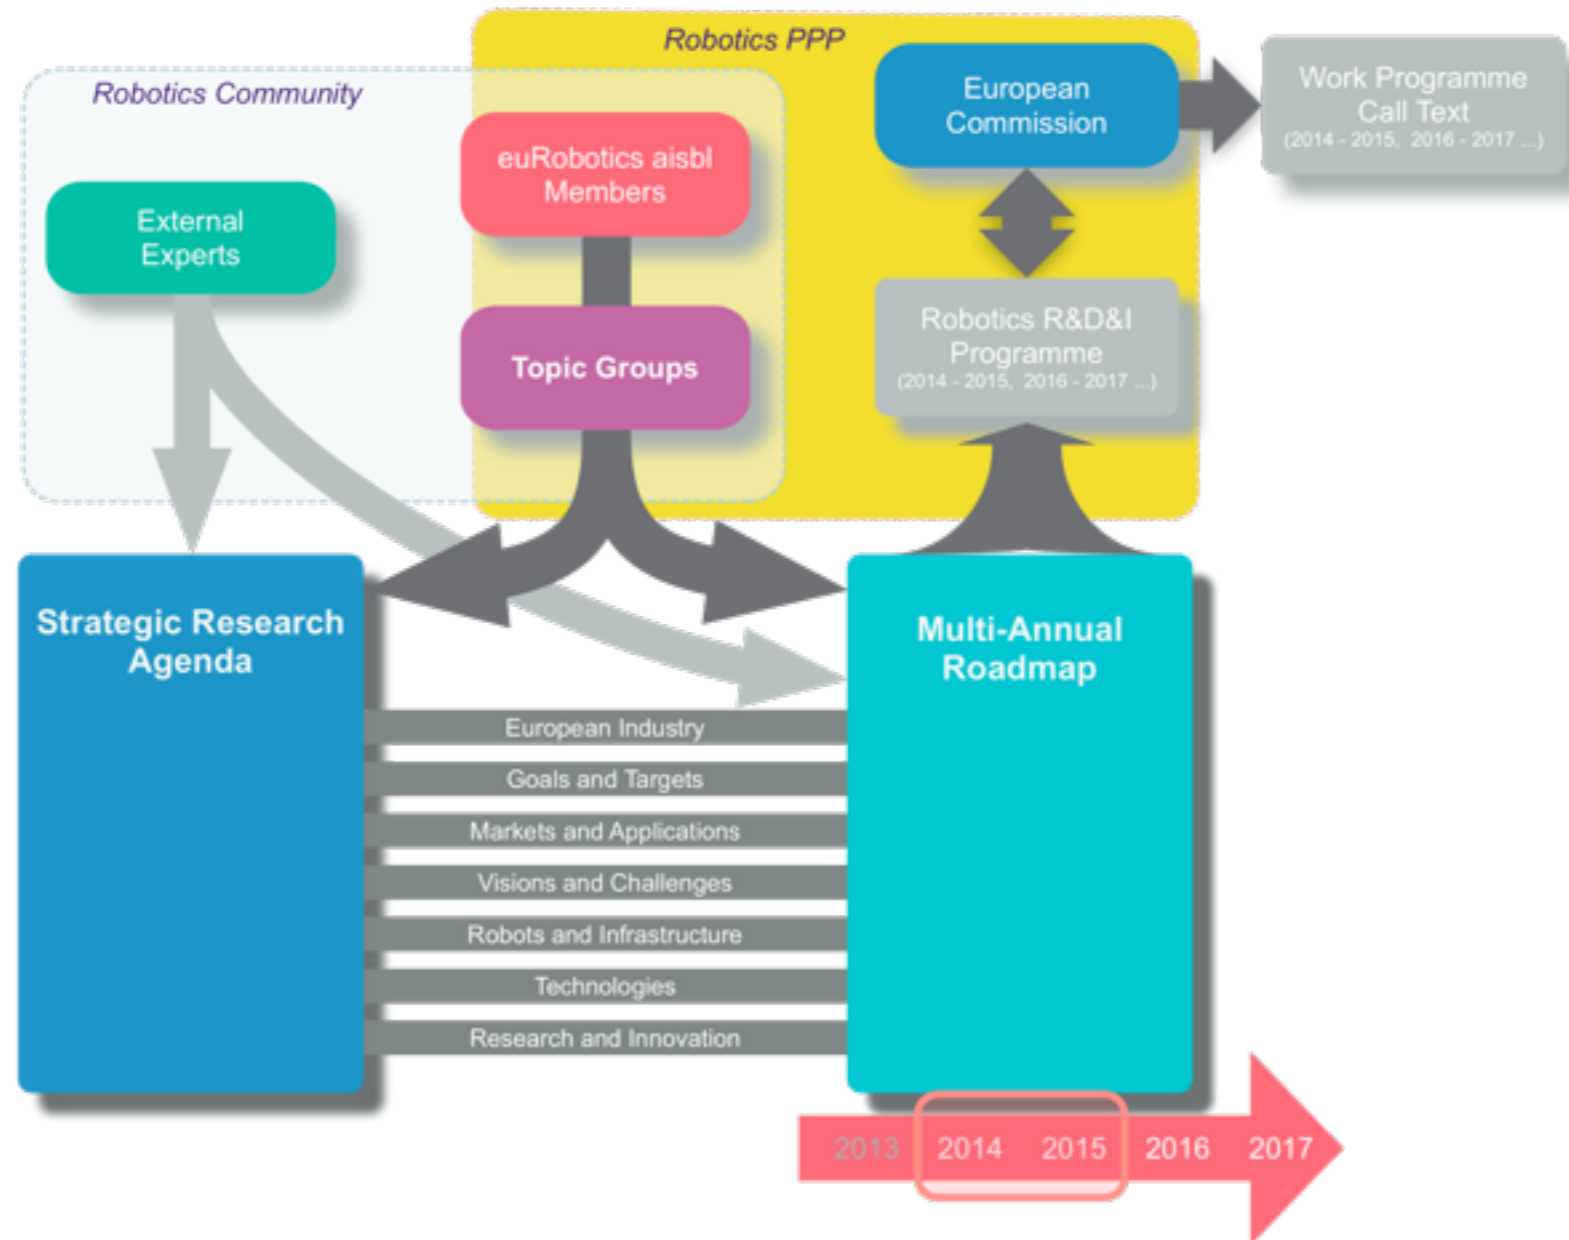 Robotics PPP
Robotics Community
European
Commission
Work Programme
Call Text
(2014 - 2015, 2016 - 2017 ...)
euRobotics aisbl
Members
External
Experts
Topic Groups
Robotics R&D&I
Programme
(2014 - 2015, 2016 - 2017 ...)
Strategic Research
Agenda
Multi-Annual
Roadmap
European Industry
Goals and Targets
Markets and Applications
Visions and Challenges
Robots and Infrastructure
Technologies
Research and Innovation
2013 2014 2015 2016 2017